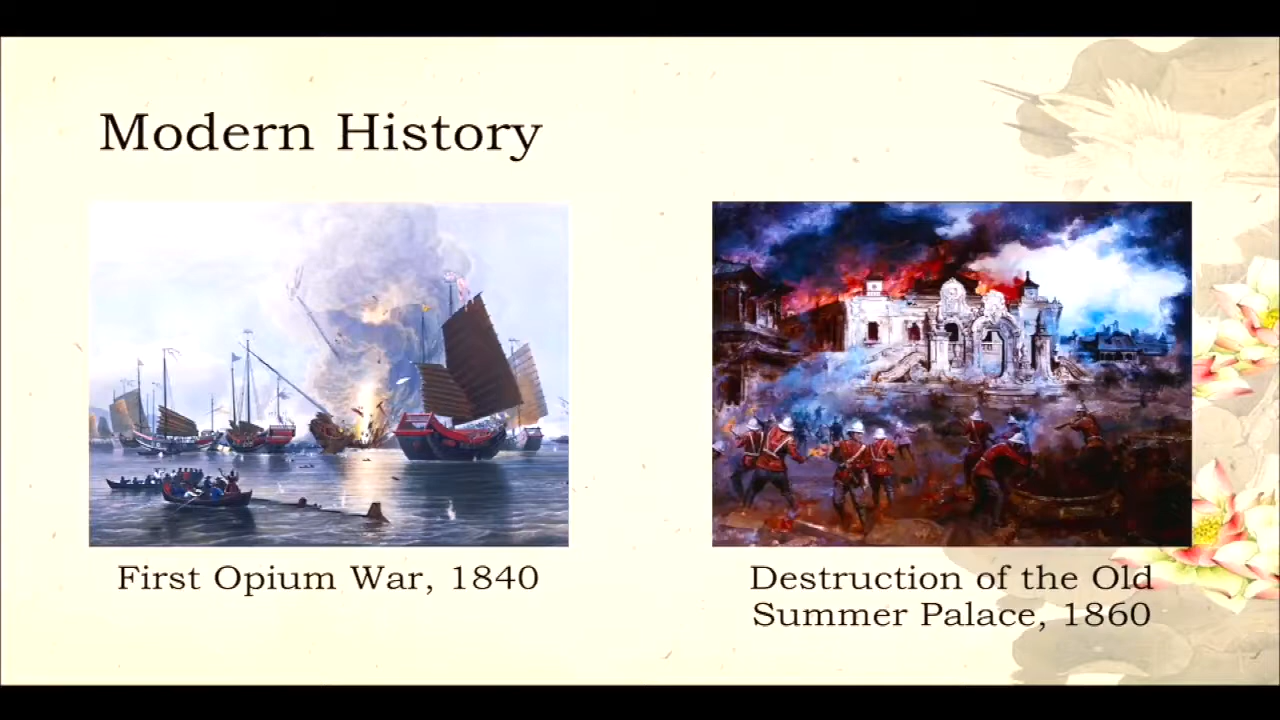 Modern History
First Opium War, 1840
Destruction of the Old
Summer Palace, 1860